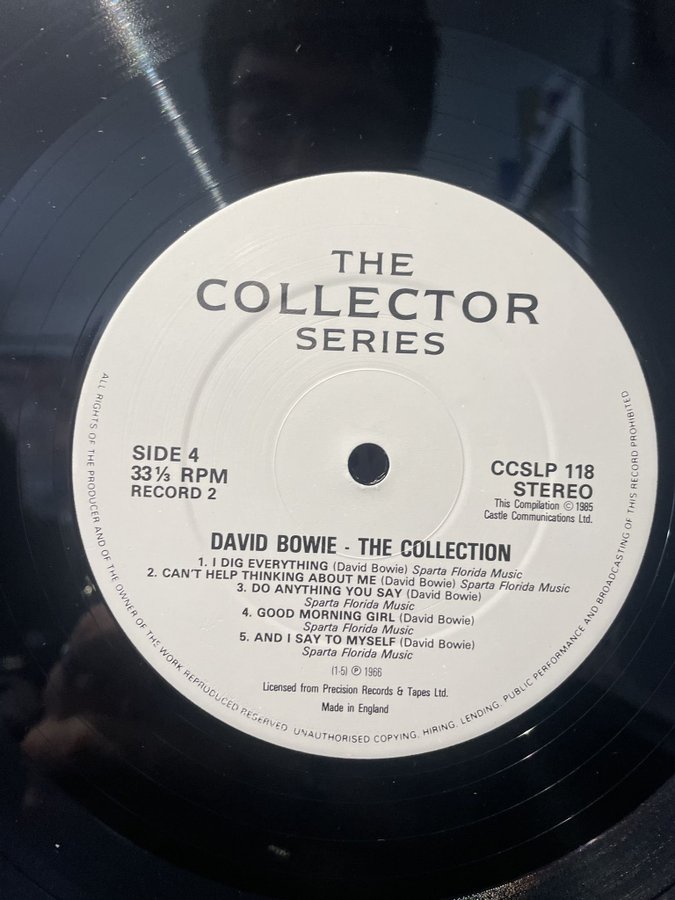 THE
COLLECTOR
SERIES
SIDE 4
33⅓ RPM
RECORD 2
CCSLP 118
STEREO
This Compilation © 1985
Castle Communications Ltd.
DAVID BOWIE - THE COLLECTION
1. I DIG EVERYTHING (David Bowie) Sparta Florida Music
2. CAN'T HELP THINKING ABOUT ME (David Bowie) Sparta Florida Music
3. DO ANYTHING YOU SAY (David Bowie)
Sparta Florida Music
4. GOOD MORNING GIRL (David Bowie)
Sparta Florida Music
5. AND I SAY TO MYSELF (David Bowie)
Sparta Florida Music
(1-5) ℗ 1966
Licensed from Precision Records & Tapes Ltd.
Made in England
ALL RIGHTS OF THE PRODUCER AND OF THE OWNER OF THE WORK REPRODUCED RESERVED. UNAUTHORISED COPYING, HIRING, LENDING, PUBLIC PERFORMANCE AND BROADCASTING OF THIS RECORD PROHIBITED